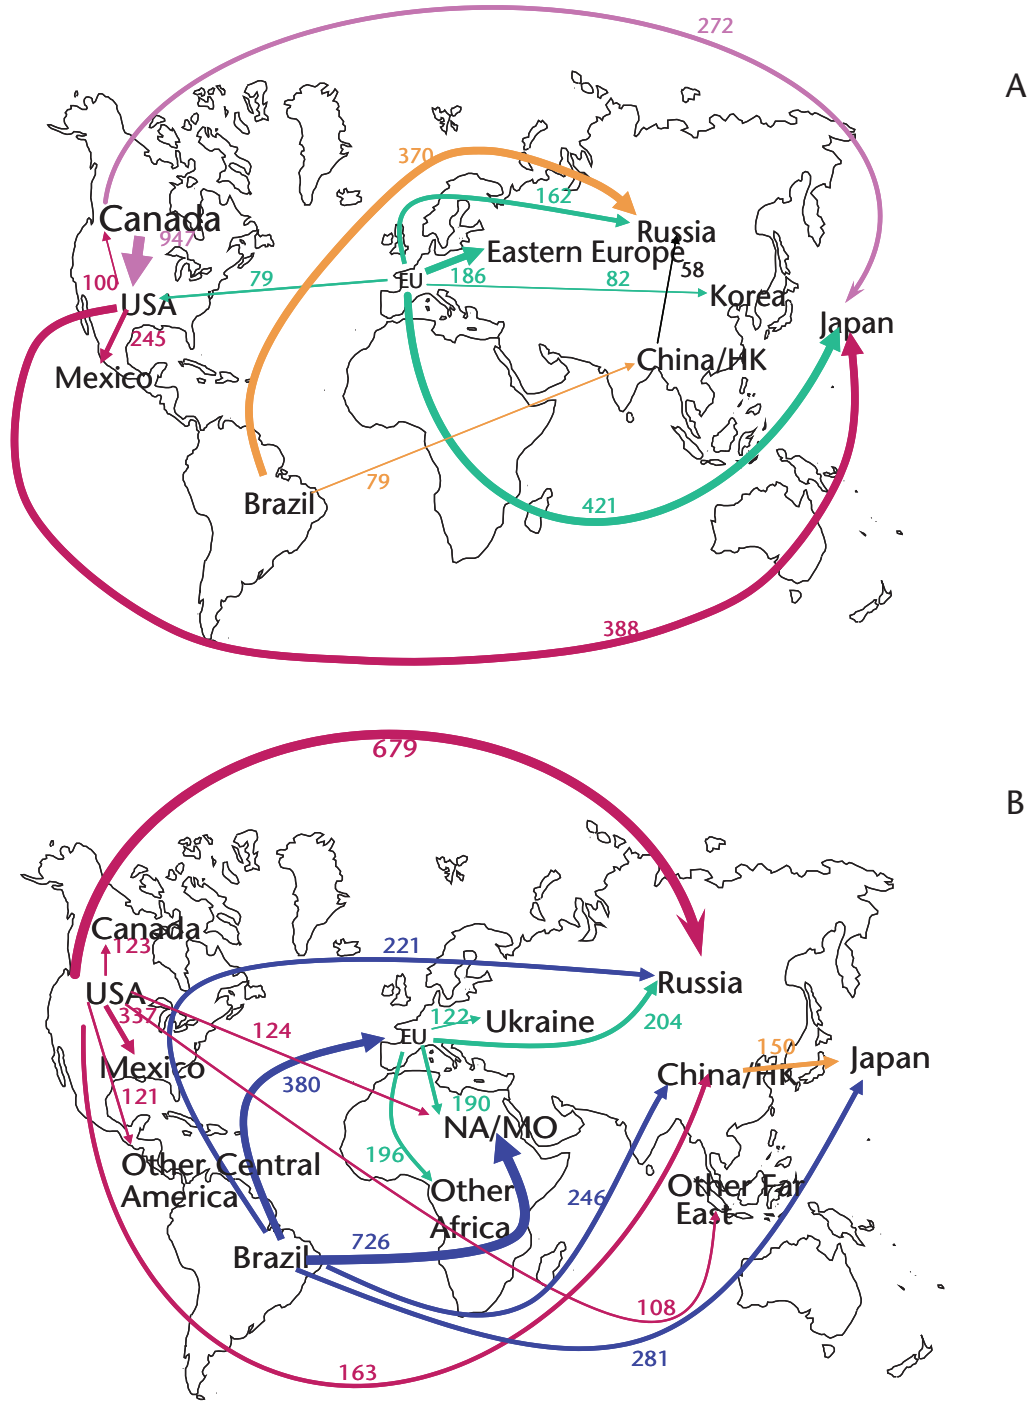 272
A
370
162
Canada
947
Russia
Eastern Europe
58
EU
186
79
82
100
Korea
USA
Japan
245
China/HK
Mexico
79
Brazil
421
388
679
B
Canada
123
221
Russia
USA
337
124
122
Ukraine
204
EU
150
Japan
Mexico
380
China/HK
121
190
NA/MO
196
Other Central
America
Other
Africa
246
Other Far
East
726
Brazil
108
281
163